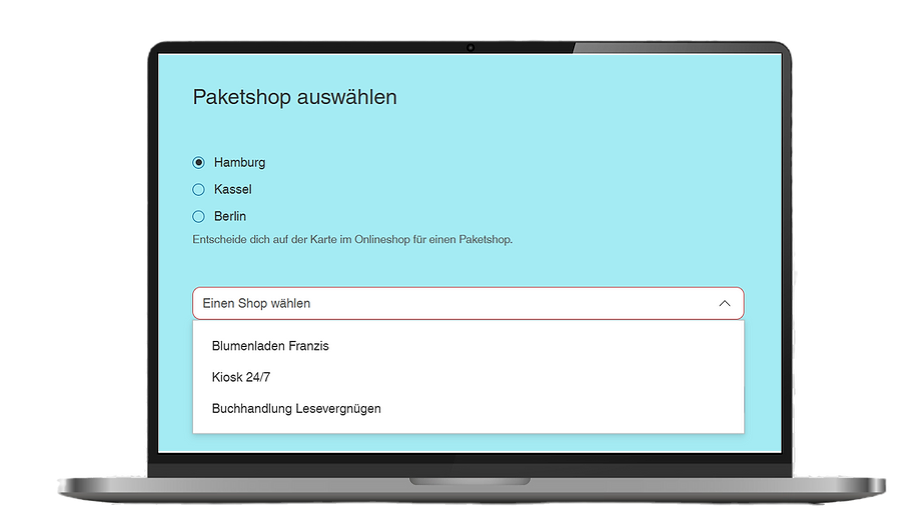 Paketshop auswählen
Hamburg
Kassel
Berlin
Entscheide dich auf der Karte im Onlineshop für einen Paketshop.
Einen Shop wählen
Blumenladen Franzis
Kiosk 24/7
Buchhandlung Lesevergnügen